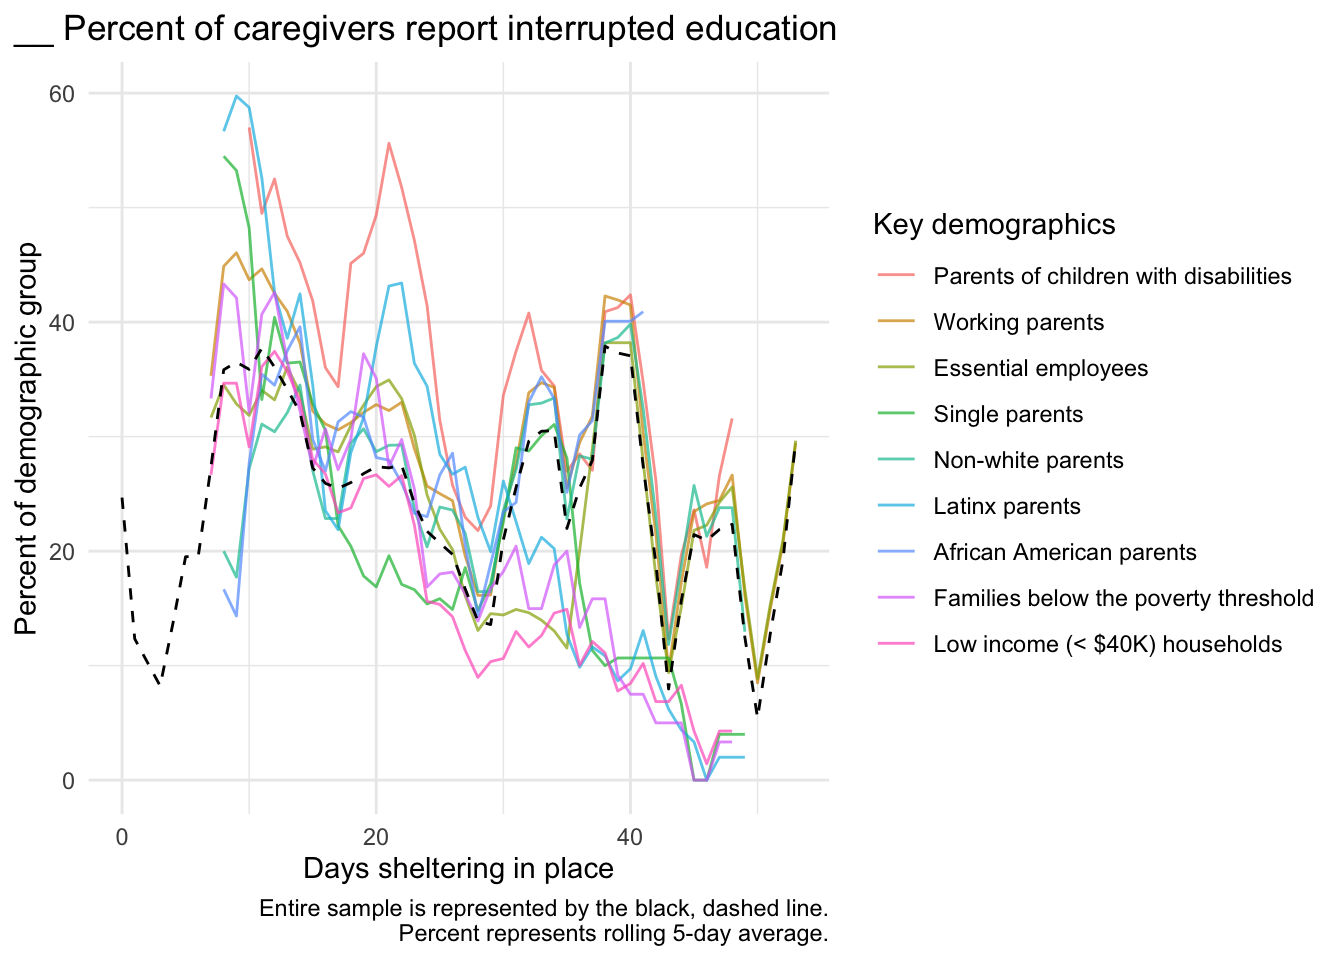 __ Percent of caregivers report interrupted education
Percent of demographic group
60
40
20
0
0 20 40
Days sheltering in place
Entire sample is represented by the black, dashed line.
Percent represents rolling 5-day average.
Key demographics
Parents of children with disabilities
Working parents
Essential employees
Single parents
Non-white parents
Latinx parents
African American parents
Families below the poverty threshold
Low income (< $40K) households